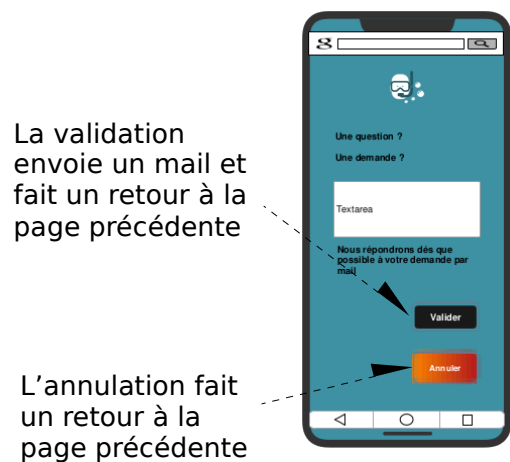 g
Une question ?
Une demande ?
Textarea
Nous répondrons dés que
possible à votre demande par
mail
Valider
Annuler
La validation
envoie un mail et
fait un retour à la
page précédente
L’annulation fait
un retour à la
page précédente